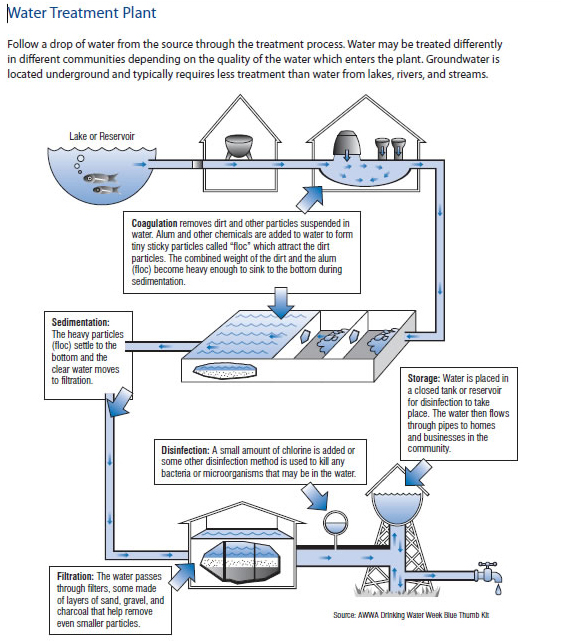 Water Treatment Plant
Follow a drop of water from the source through the treatment process. Water may be treated differently
in different communities depending on the quality of the water which enters the plant. Groundwater is
located underground and typically requires less treatment than water from lakes, rivers, and streams.
Lake or Reservoir
Coagulation removes dirt and other particles suspended in
water. Alum and other chemicals are added to water to form
tiny sticky particles called “floc” which attract the dirt
particles. The combined weight of the dirt and the alum
(floc) become heavy enough to sink to the bottom during
sedimentation.
Sedimentation:
The heavy particles
(floc) settle to the
bottom and the
clear water moves
to filtration.
Storage: Water is placed in
a closed tank or reservoir
for disinfection to take
place. The water then flows
through pipes to homes
and businesses in the
community.
Disinfection: A small amount of chlorine is added or
some other disinfection method is used to kill any
bacteria or microorganisms that may be in the water.
Filtration: The water passes
through filters, some made
of layers of sand, gravel, and
charcoal that help remove
even smaller particles.
Source: AWWA Drinking Water Week Blue Thumb Kit